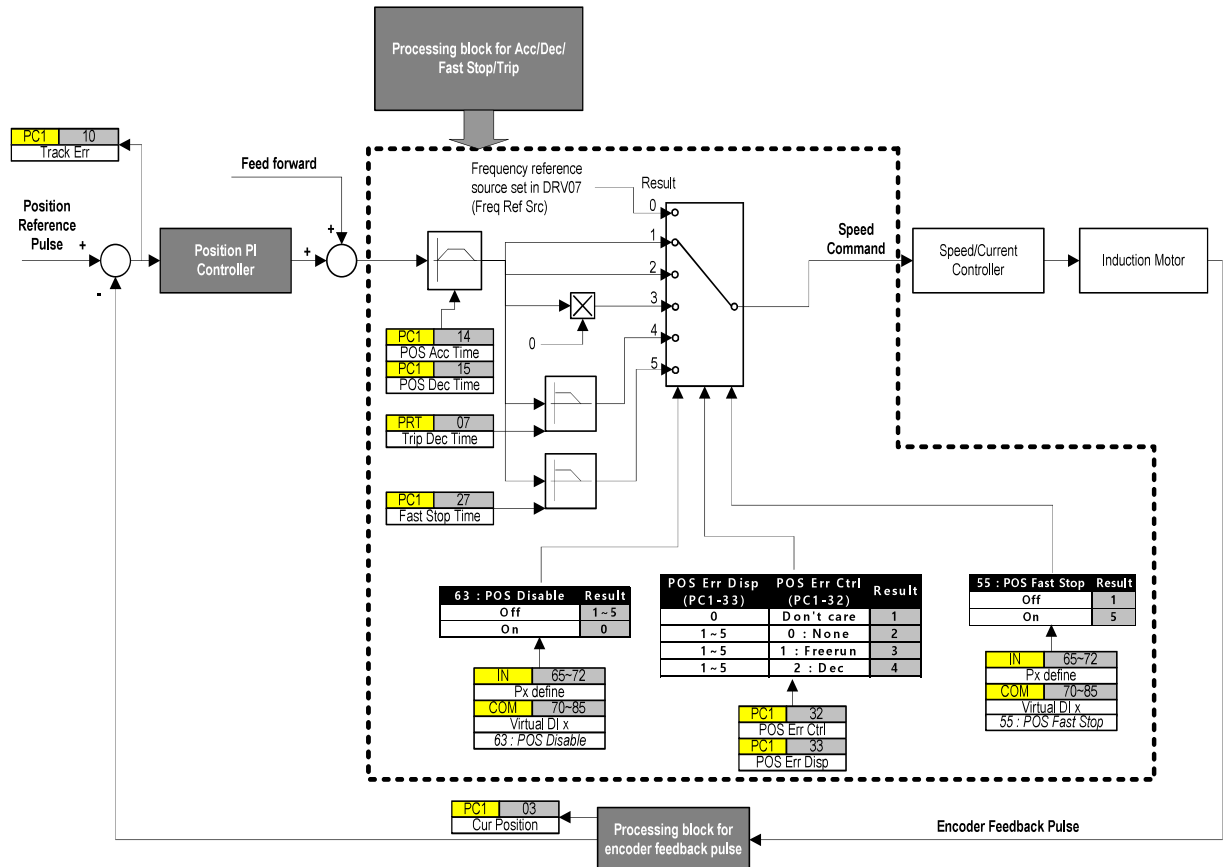 Processing block for Acc/Dec/
Fast Stop/Trip
PC1 10
Track Err
Feed forward
Position
Reference
Pulse
+
-
Position PI
Controller
+
+
Frequency reference
source set in DRV07
(Freq Ref Src)
Result
0
1
2
3
4
5
0
Speed
Command
Speed/Current
Controller
Induction Motor
PC1 14
POS Acc Time
PC1 15
POS Dec Time
PRT 07
Trip Dec Time
PC1 27
Fast Stop Time
63 : POS Disable Result
Off 1~5
On 0
IN 65~72
Px define
COM 70~85
Virtual DI x
63 : POS Disable
POS Err Disp (PC1-33) POS Err Ctrl (PC1-32) Result
0 Don't care 1
1~5 0 : None 2
1~5 1 : Freerun 3
1~5 2 : Dec 4
PC1 32
POS Err Ctrl
PC1 33
POS Err Disp
55 : POS Fast Stop Result
Off 1
On 5
IN 65~72
Px define
COM 70~85
Virtual DI x
55 : POS Fast Stop
PC1 03
Cur Position
Processing block for
encoder feedback pulse
Encoder Feedback Pulse